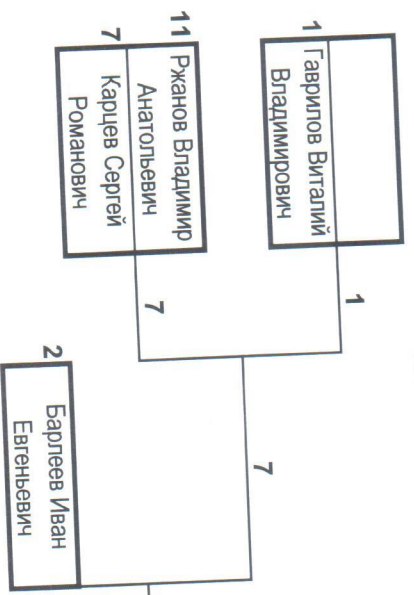 1
Гаврилов Виталий
Владимирович
1
11
Ржанов Владимир
Анатольевич
7
Карцев Сергей
Романович
7
7
2
Барлеев Иван
Евгеньевич